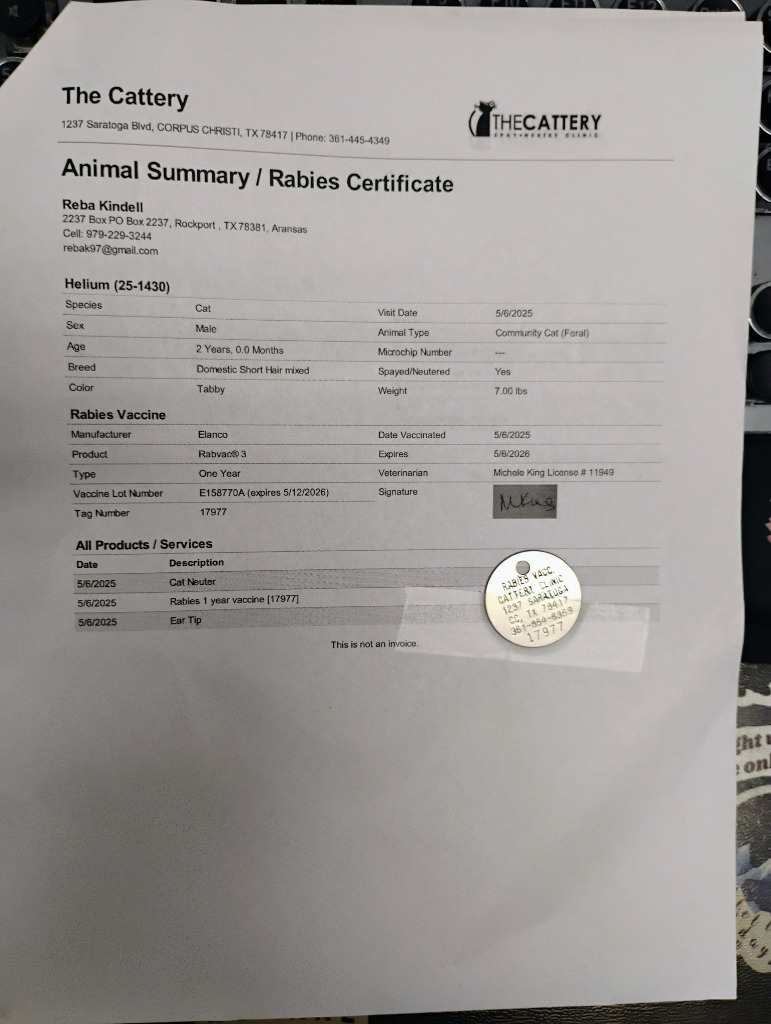 The Cattery
1237 Saratoga Blvd, CORPUS CHRISTI, TX 78417 | Phone: 361-445-4349
THECATTERY
SPAY•NEUTER CLINIC
Animal Summary / Rabies Certificate
Reba Kindell
2237 Box PO Box 2237, Rockport , TX 78381, Aransas
Cell: 979-229-3244
rebak97@gmail.com
Helium (25-1430)
Species Cat Visit Date 5/6/2025
Sex Male Animal Type Community Cat (Feral)
Age 2 Years, 0.0 Months Microchip Number ---
Breed Domestic Short Hair mixed Spayed/Neutered Yes
Color Tabby Weight 7.00 lbs
Rabies Vaccine
Manufacturer Elanco Date Vaccinated 5/6/2025
Product Rabvac® 3 Expires 5/6/2026
Type One Year Veterinarian Michele King License # 11949
Vaccine Lot Number E158770A (expires 5/12/2026) Signature MKing
Tag Number 17977
All Products / Services
Date Description
5/6/2025 Cat Neuter
5/6/2025 Rabies 1 year vaccine [17977]
5/6/2025 Ear Tip
This is not an invoice.
RABIES VACC.
CATTERY CLINIC
1237 SARATOGA
CC, TX 78417
361-854-8369
17977